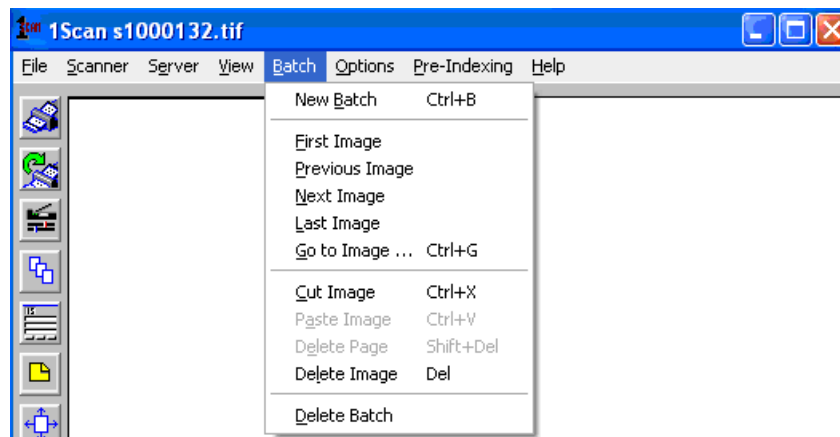 1Scan s1000132.tif
File Scanner Server View Batch Options Pre-Indexing Help
New Batch Ctrl+B
First Image
Previous Image
Next Image
Last Image
Go to Image ... Ctrl+G
Cut Image Ctrl+X
Paste Image Ctrl+V
Delete Page Shift+Del
Delete Image Del
Delete Batch